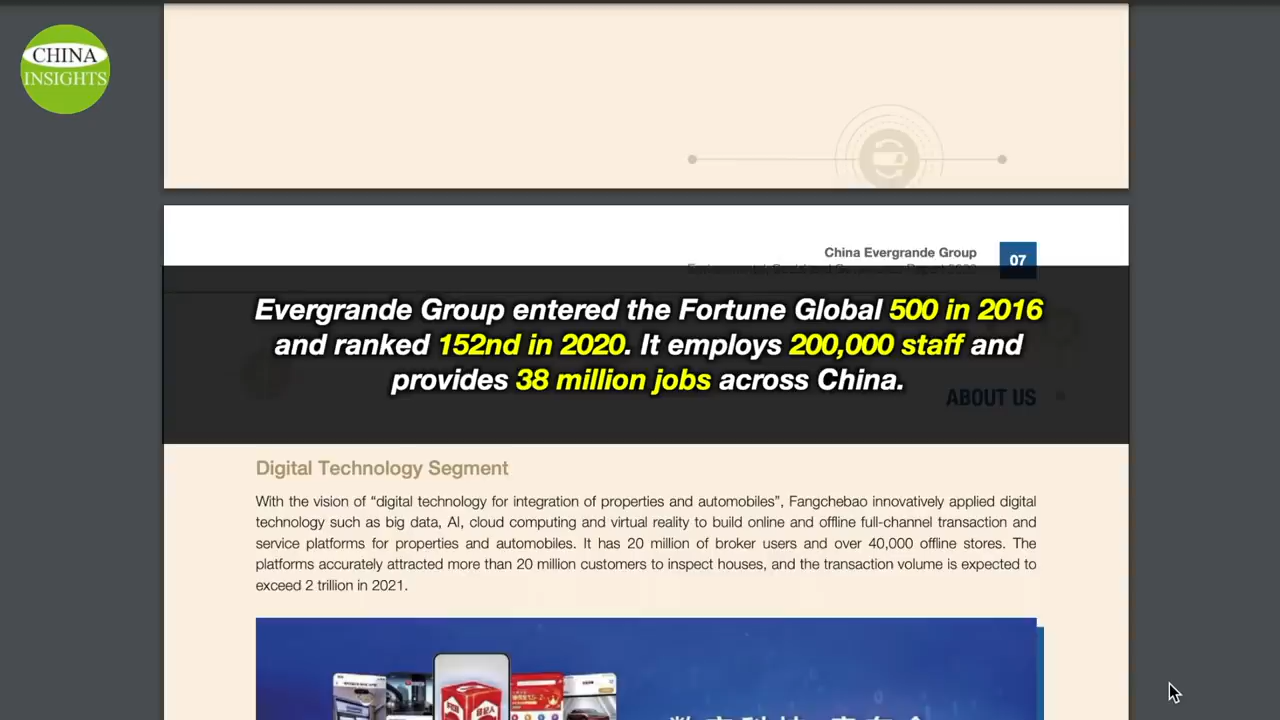 CHINA
INSIGHTS
China Evergrande Group
07
Evergrande Group entered the Fortune Global 500 in 2016
and ranked 152nd in 2020. It employs 200,000 staff and
provides 38 million jobs across China.
ABOUT US
Digital Technology Segment
With the vision of “digital technology for integration of properties and automobiles”, Fangchebao innovatively applied digital
technology such as big data, AI, cloud computing and virtual reality to build online and offline full-channel transaction and
service platforms for properties and automobiles. It has 20 million of broker users and over 40,000 offline stores. The
platforms accurately attracted more than 20 million customers to inspect houses, and the transaction volume is expected to
exceed 2 trillion in 2021.